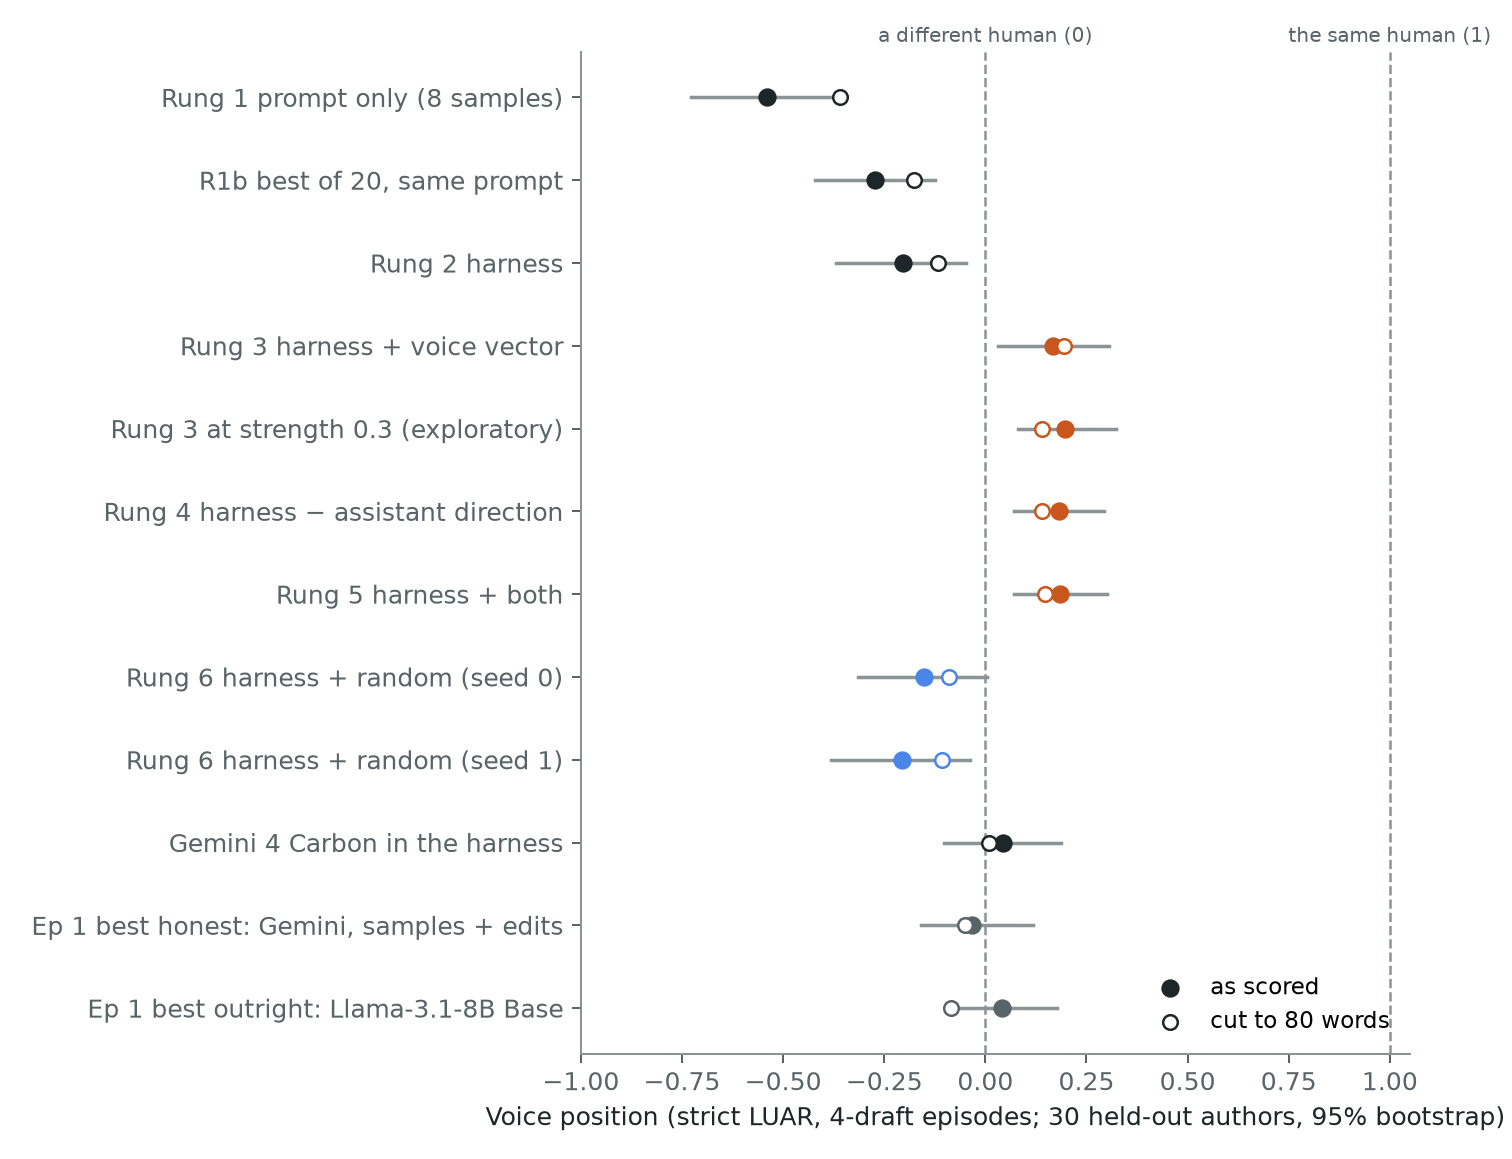 a different human (0)
the same human (1)
Rung 1 prompt only (8 samples)
R1b best of 20, same prompt
Rung 2 harness
Rung 3 harness + voice vector
Rung 3 at strength 0.3 (exploratory)
Rung 4 harness − assistant direction
Rung 5 harness + both
Rung 6 harness + random (seed 0)
Rung 6 harness + random (seed 1)
Gemini 4 Carbon in the harness
Ep 1 best honest: Gemini, samples + edits
Ep 1 best outright: Llama-3.1-8B Base
as scored
cut to 80 words
−1.00 −0.75 −0.50 −0.25 0.00 0.25 0.50 0.75 1.00
Voice position (strict LUAR, 4-draft episodes; 30 held-out authors, 95% bootstrap)